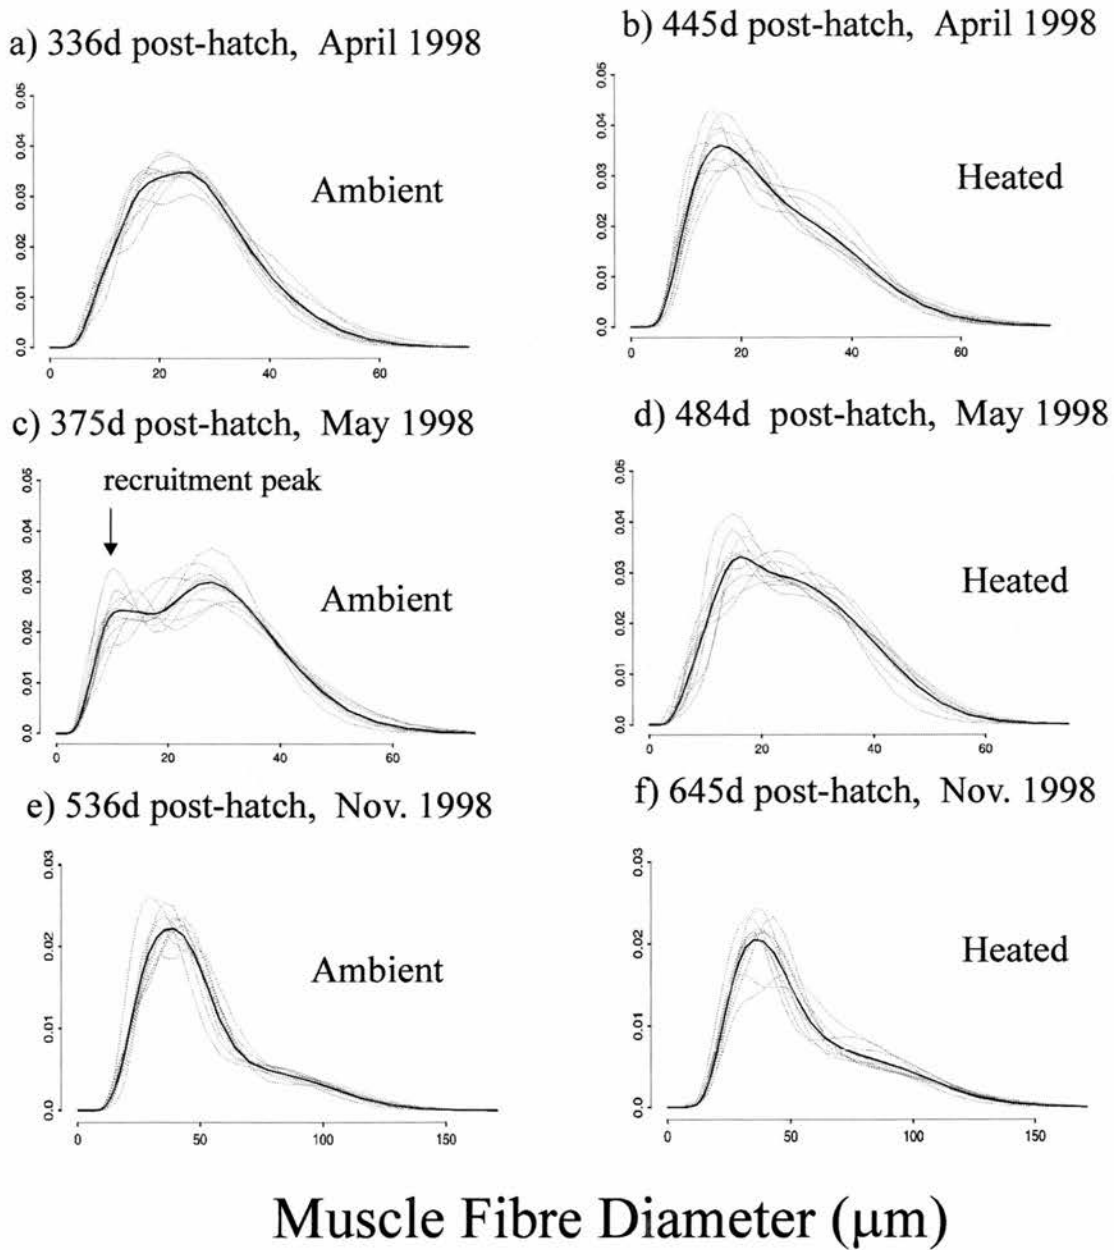 a) 336d post-hatch, April 1998
b) 445d post-hatch, April 1998
0.05
0.04
0.03
0.02
0.01
0.0
Ambient
0 20 40 60
0.05
0.04
0.03
0.02
0.01
0.0
Heated
0 20 40 60
c) 375d post-hatch, May 1998
d) 484d post-hatch, May 1998
recruitment peak
0.05
0.04
0.03
0.02
0.01
0.0
Ambient
0 20 40 60
0.05
0.04
0.03
0.02
0.01
0.0
Heated
0 20 40 60
e) 536d post-hatch, Nov. 1998
f) 645d post-hatch, Nov. 1998
0.03
0.02
0.01
0.0
Ambient
0 50 100 150
0.03
0.02
0.01
0.0
Heated
0 50 100 150
Muscle Fibre Diameter (μm)